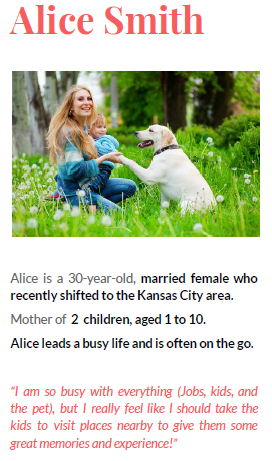 Alice Smith
Alice is a 30-year-old, married female who
recently shifted to the Kansas City area.
Mother of 2 children, aged 1 to 10.
Alice leads a busy life and is often on the go.
“I am so busy with everything (Jobs, kids, and
the pet), but I really feel like I should take the
kids to visit places nearby to give them some
great memories and experience!”